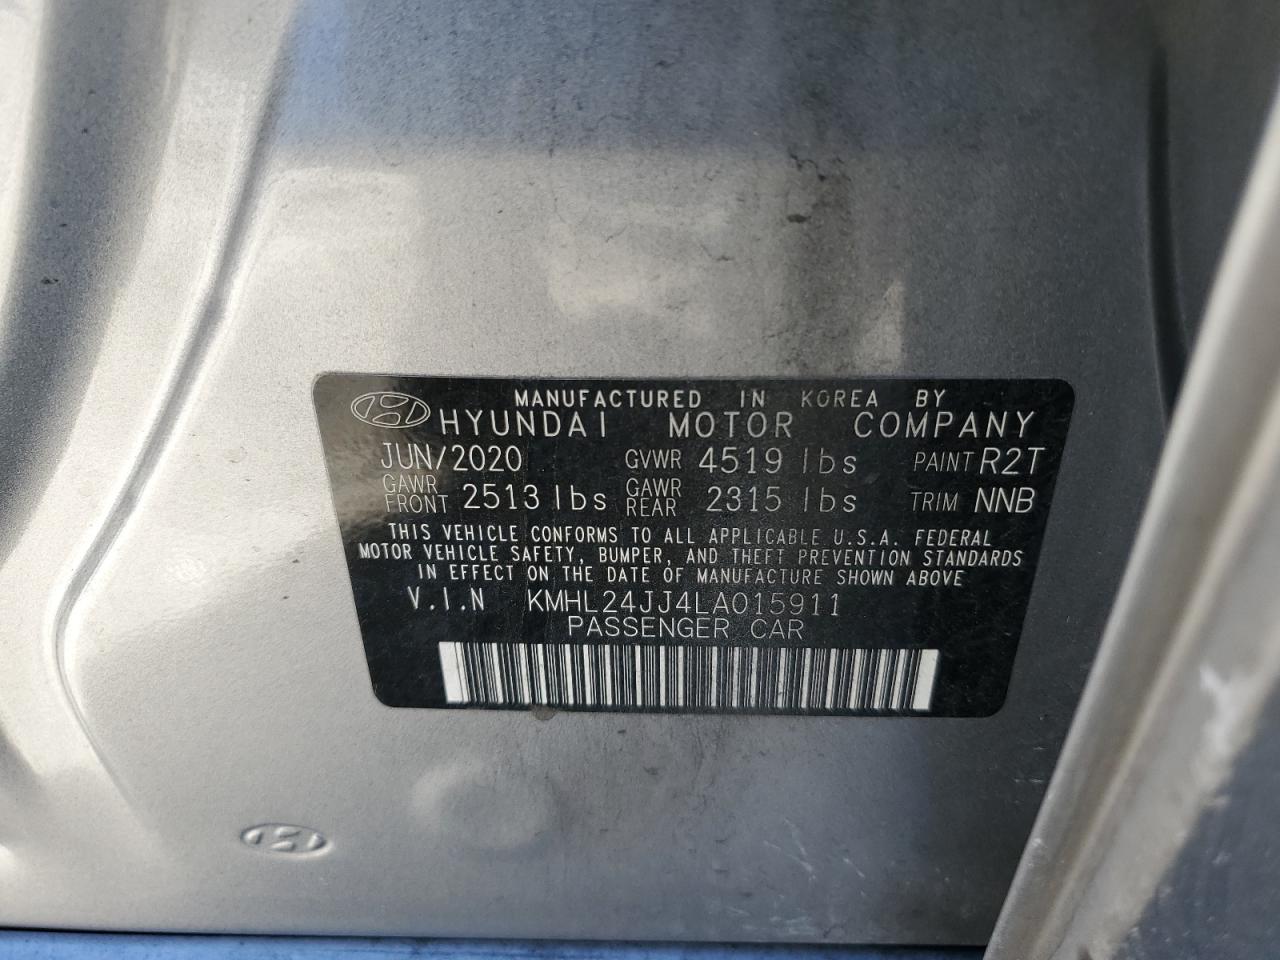 MANUFACTURED IN KOREA BY
HYUNDAI MOTOR COMPANY
JUN/2020 GVWR 4519 lbs PAINT R2T
GAWR FRONT 2513 lbs GAWR REAR 2315 lbs TRIM NNB
THIS VEHICLE CONFORMS TO ALL APPLICABLE U.S.A. FEDERAL
MOTOR VEHICLE SAFETY, BUMPER, AND THEFT PREVENTION STANDARDS
IN EFFECT ON THE DATE OF MANUFACTURE SHOWN ABOVE
V.I.N KMHL24JJ4LA015911
PASSENGER CAR